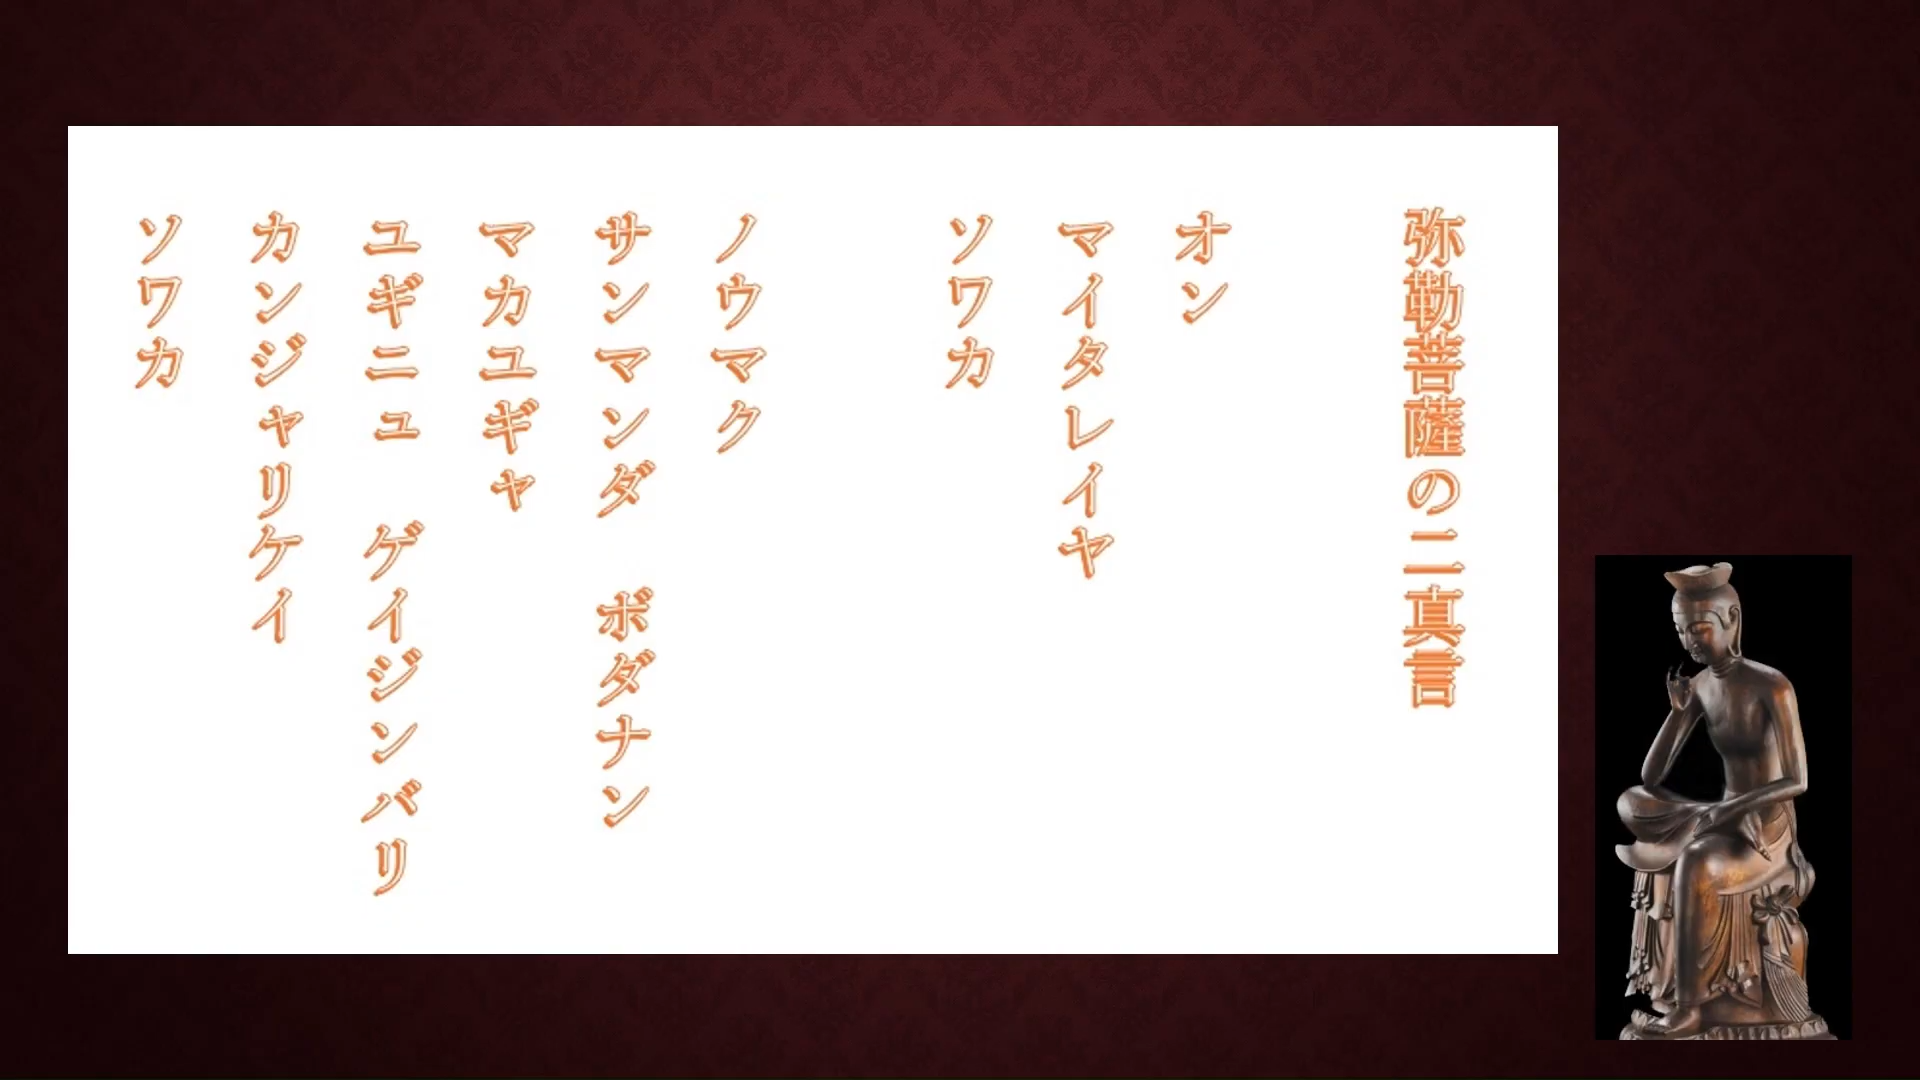 弥勒菩薩の二真言
オン
マイタレイヤ
ソワカ
ノウマク
サンマンダ　ボダナン
マカユギャ
ユギニュ　ゲイジンバリ
カンジャリケイ
ソワカ